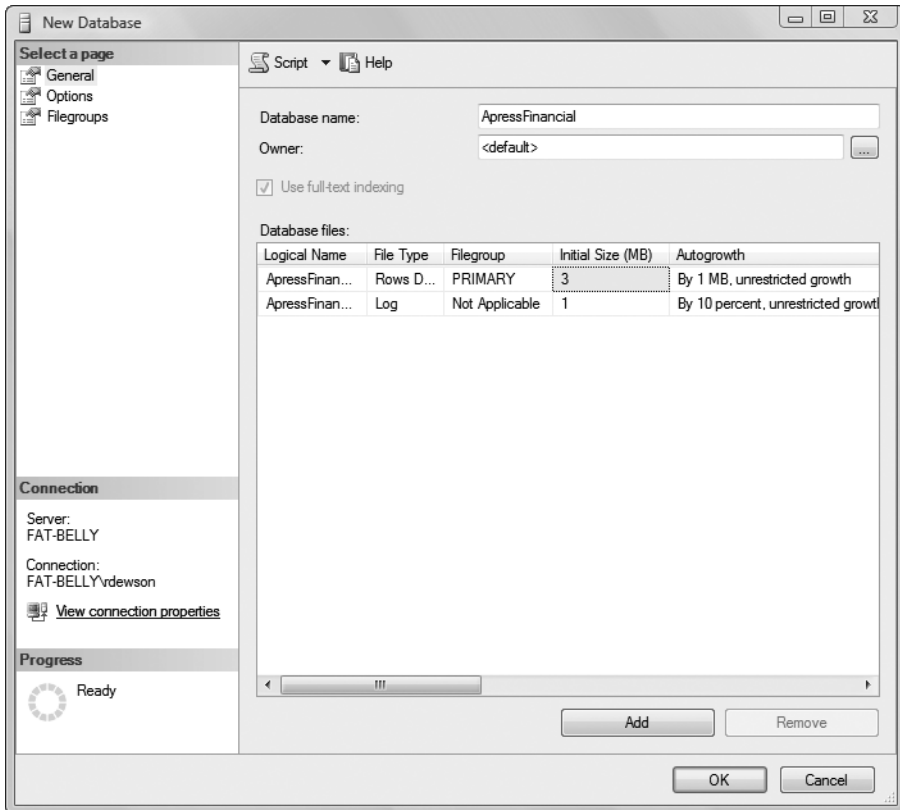 New Database
Select a page
General
Options
Filegroups
Script Help
Database name: ApressFinancial
Owner: <default> ...
Use full-text indexing
Database files:
Logical Name File Type Filegroup Initial Size (MB) Autogrowth
ApressFinan... Rows D... PRIMARY 3 By 1 MB, unrestricted growth
ApressFinan... Log Not Applicable 1 By 10 percent, unrestricted growtl
Connection
Server:
FAT-BELLY
Connection:
FAT-BELLY\rdewson
View connection properties
Progress
Ready
Add Remove
OK Cancel